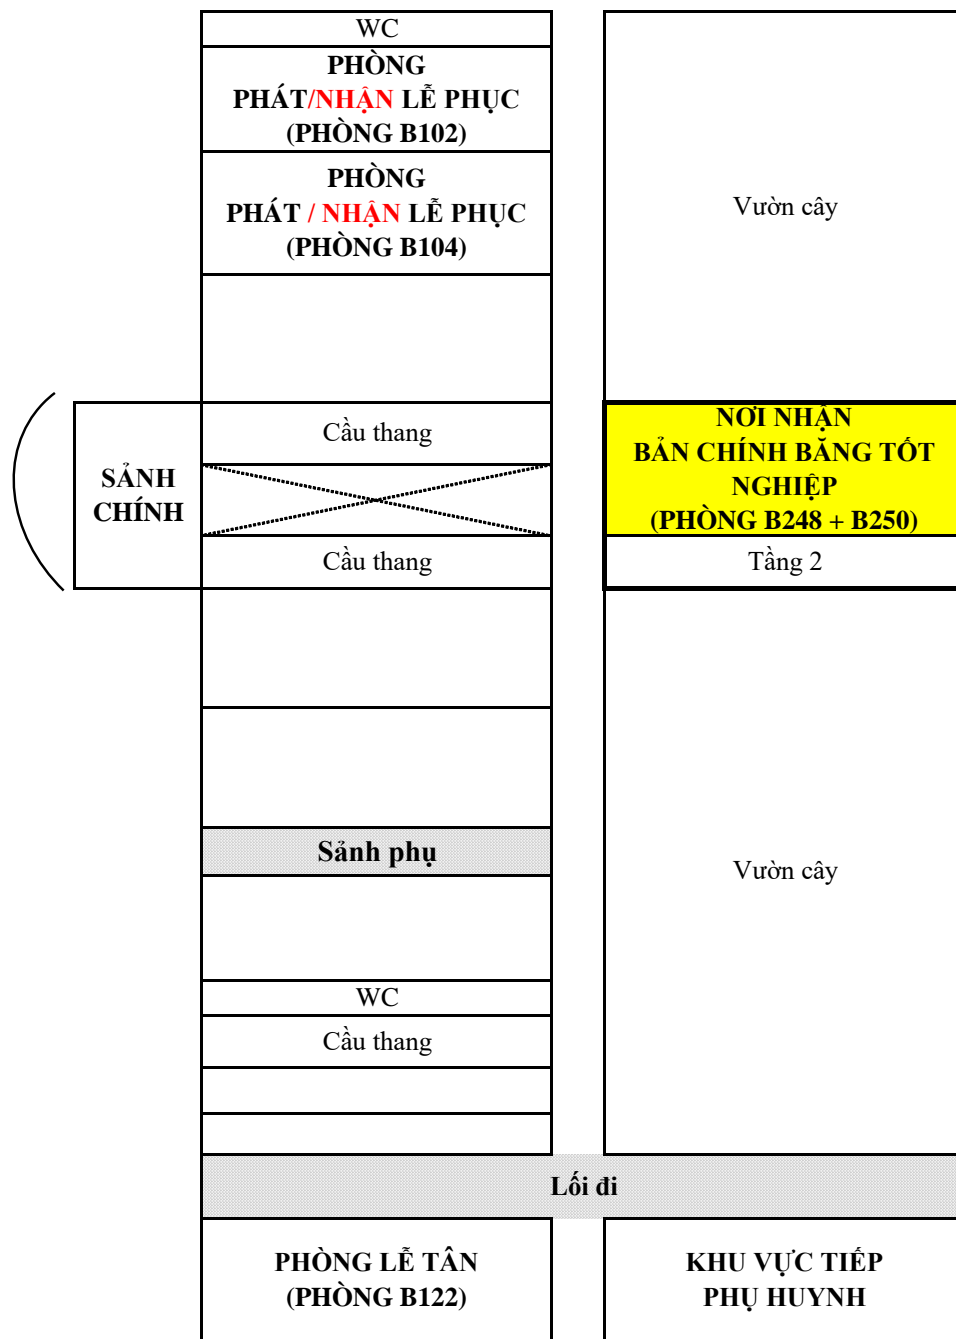 WC
PHÒNG
PHÁT/NHẬN LỄ PHỤC
(PHÒNG B102)
PHÒNG
PHÁT / NHẬN LỄ PHỤC
(PHÒNG B104)
Vườn cây
SẢNH
CHÍNH
Cầu thang
Cầu thang
NƠI NHẬN
BẢN CHÍNH BẰNG TỐT
NGHIỆP
(PHÒNG B248 + B250)
Tầng 2
Sảnh phụ
Vườn cây
WC
Cầu thang
Lối đi
PHÒNG LỄ TÂN
(PHÒNG B122)
KHU VỰC TIẾP
PHỤ HUYNH